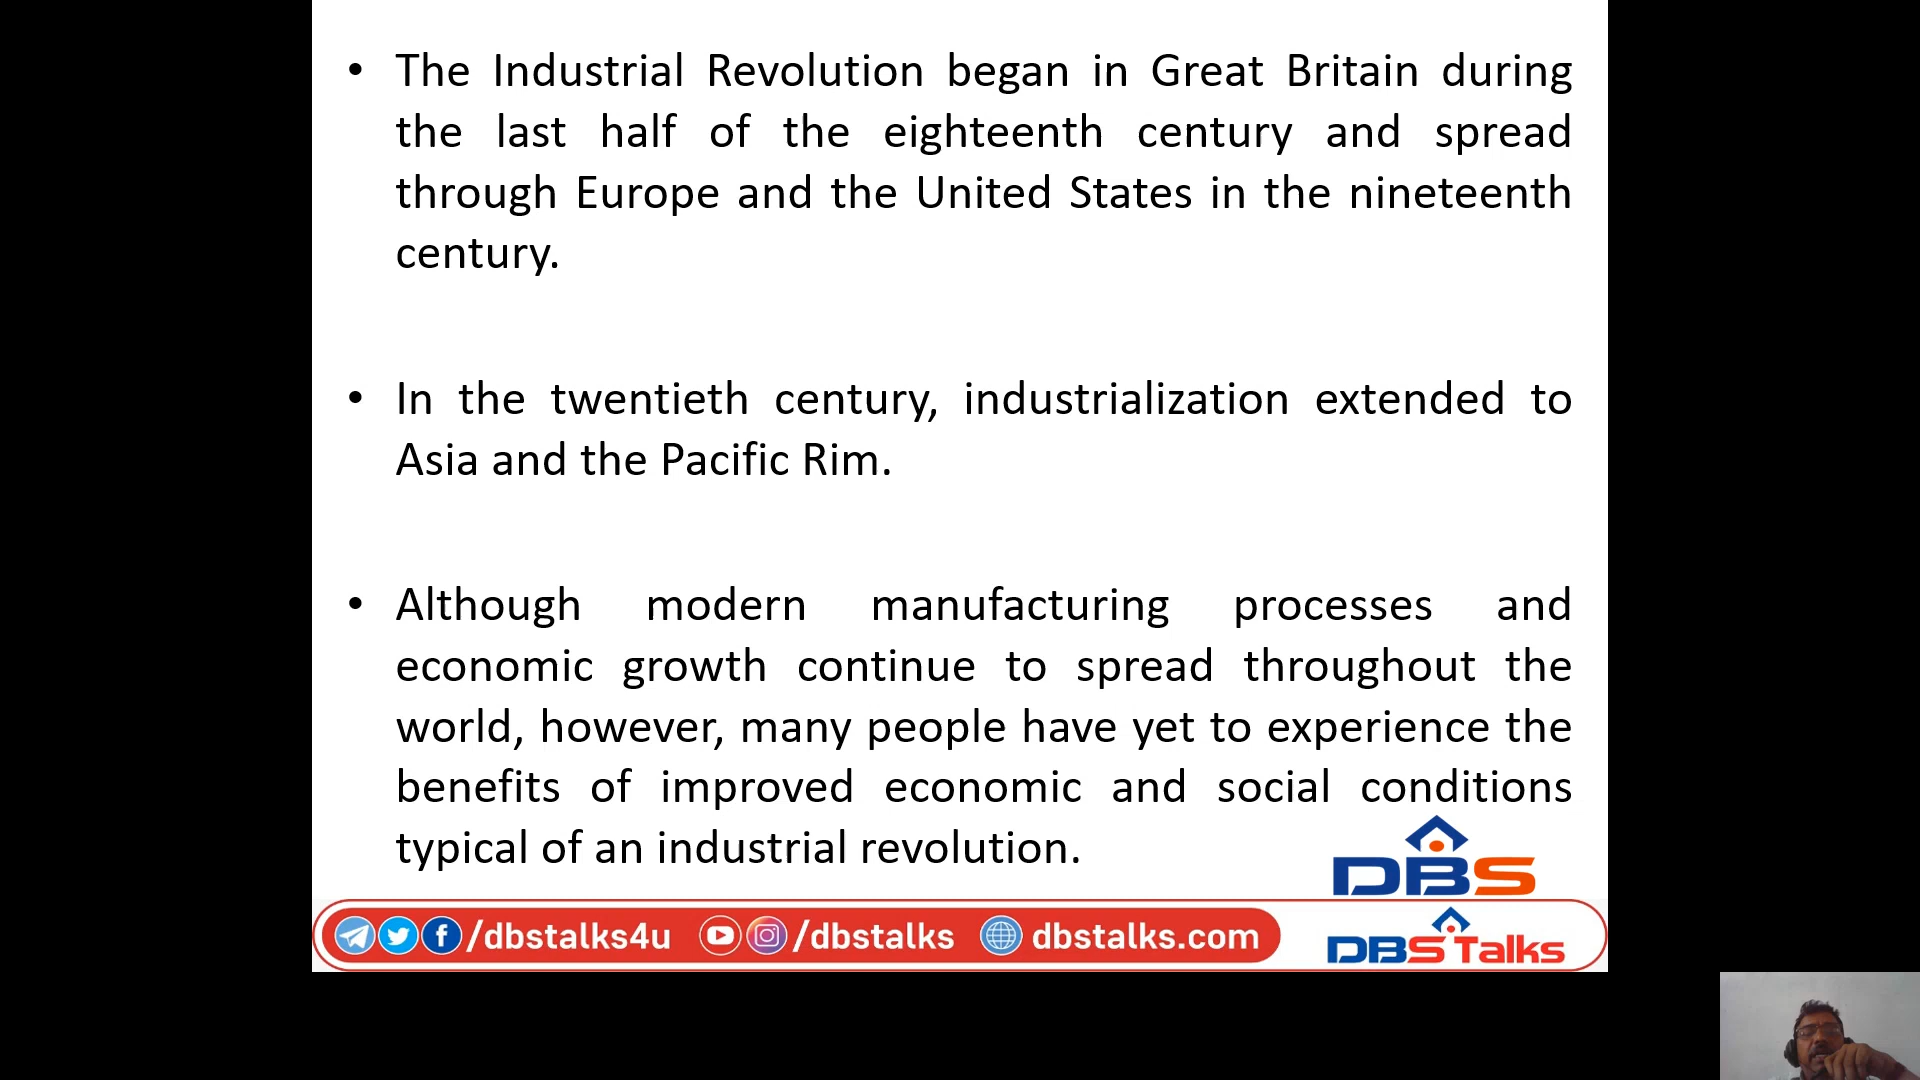 • The Industrial Revolution began in Great Britain during
the last half of the eighteenth century and spread
through Europe and the United States in the nineteenth
century.
• In the twentieth century, industrialization extended to
Asia and the Pacific Rim.
• Although modern manufacturing processes and
economic growth continue to spread throughout the
world, however, many people have yet to experience the
benefits of improved economic and social conditions
typical of an industrial revolution.
DBS
/dbstalks4u /dbstalks dbstalks.com DBS Talks